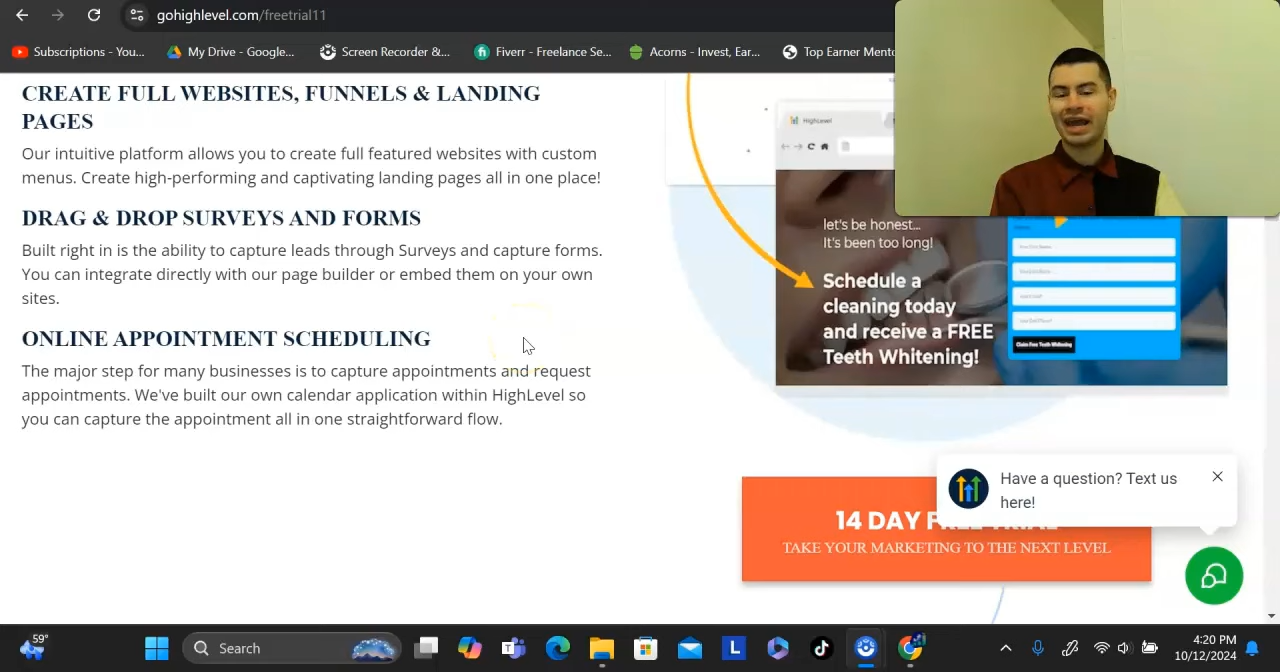 gohighlevel.com/freetrial11
Subscriptions - You...
My Drive - Google...
Screen Recorder &...
Fiverr - Freelance Se...
Acorns - Invest, Ear...
Top Earner Mento
CREATE FULL WEBSITES, FUNNELS & LANDING
PAGES
Our intuitive platform allows you to create full featured websites with custom
menus. Create high-performing and captivating landing pages all in one place!
DRAG & DROP SURVEYS AND FORMS
Built right in is the ability to capture leads through Surveys and capture forms.
You can integrate directly with our page builder or embed them on your own
sites.
ONLINE APPOINTMENT SCHEDULING
The major step for many businesses is to capture appointments and request
appointments. We've built our own calendar application within HighLevel so
you can capture the appointment all in one straightforward flow.
HighLevel
let's be honest...
It's been too long!
Schedule a
cleaning today
and receive a FREE
Teeth Whitening!
Claim Free Teeth Whitening
Have a question? Text us
here!
14 DAY FREE TRIAL
TAKE YOUR MARKETING TO THE NEXT LEVEL
59°
Search
4:20 PM
10/12/2024